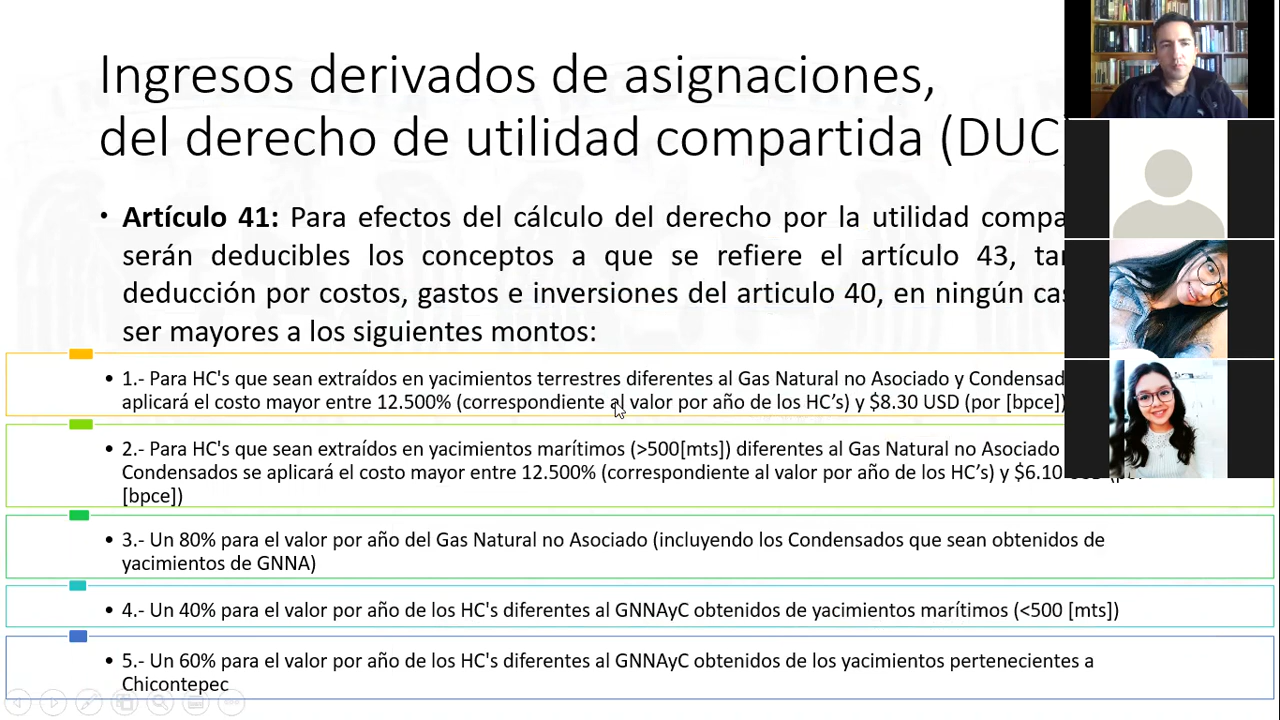 Ingresos derivados de asignaciones,
del derecho de utilidad compartida (DUC
• Artículo 41: Para efectos del cálculo del derecho por la utilidad
serán deducibles los conceptos a que se refiere el artículo 43,
deducción por costos, gastos e inversiones del articulo 40, en ningún
ser mayores a los siguientes montos:
• 1.- Para HC's que sean extraídos en yacimientos terrestres diferentes al Gas Natural no Asociado y
aplicará el costo mayor entre 12.500% (correspondiente al valor por año de los HC’s) y $8.30 USD (por [bpce])
• 2.- Para HC's que sean extraídos en yacimientos marítimos (>500[mts]) diferentes al Gas Natural no Asociado
Condensados se aplicará el costo mayor entre 12.500% (correspondiente al valor por año de los HC’s) y $6.10
[bpce])
• 3.- Un 80% para el valor por año del Gas Natural no Asociado (incluyendo los Condensados que sean obtenidos de
yacimientos de GNNA)
• 4.- Un 40% para el valor por año de los HC's diferentes al GNNAyC obtenidos de yacimientos marítimos (<500 [mts])
• 5.- Un 60% para el valor por año de los HC's diferentes al GNNAyC obtenidos de los yacimientos pertenecientes a
Chicontepec